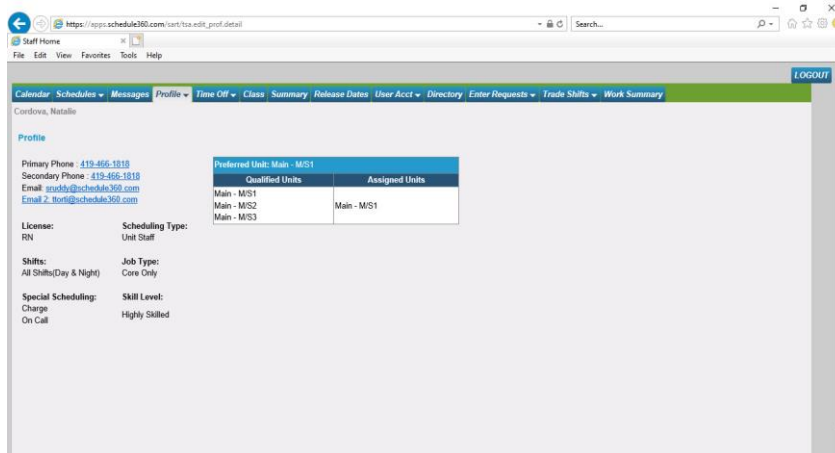 https://apps.schedule360.com/sart/tsa.edit_prof.detail
Search...
Staff Home
File Edit View Favorites Tools Help
LOGOUT
Calendar Schedules Messages Profile Time Off Class Summary Release Dates User Acct Directory Enter Requests Trade Shifts Work Summary
Cordova, Natalie
Profile
Primary Phone : 419-466-1818
Secondary Phone : 419-466-1818
Email: sruddy@schedule360.com
Email 2: ttorti@schedule360.com
License:
RN
Scheduling Type:
Unit Staff
Shifts:
All Shifts(Day & Night)
Job Type:
Core Only
Special Scheduling:
Charge
On Call
Skill Level:
Highly Skilled
Preferred Unit: Main - M/S1
Qualified Units Assigned Units
Main - M/S1
Main - M/S2
Main - M/S3
Main - M/S1